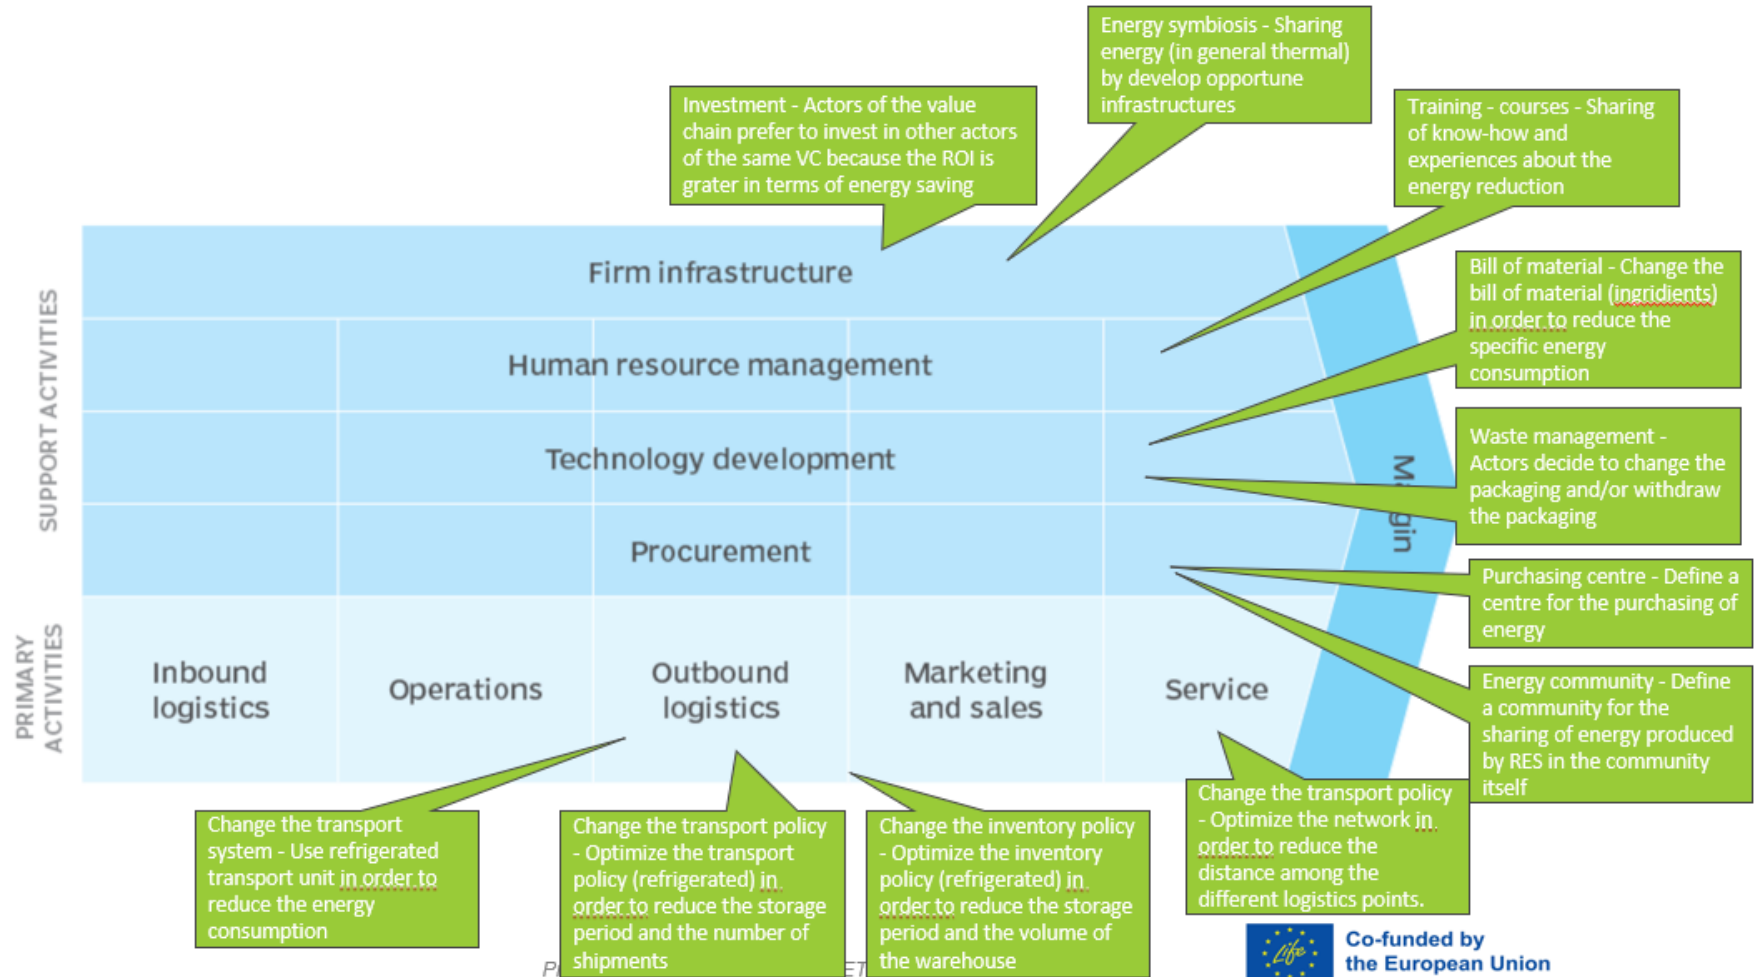 Energy symbiosis - Sharing
energy (in general thermal)
by develop opportune
infrastructures
Investment - Actors of the value
chain prefer to invest in other actors
of the same VC because the ROI is
grater in terms of energy saving
Training - courses - Sharing
of know-how and
experiences about the
energy reduction
Firm infrastructure
Bill of material - Change the
bill of material (ingridients)
in order to reduce the
specific energy
consumption
SUPPORT ACTIVITIES
Human resource management
Technology development
Waste management -
Actors decide to change the
packaging and/or withdraw
the packaging
Procurement
Purchasing centre - Define a
centre for the purchasing of
energy
PRIMARY
ACTIVITIES
Inbound
logistics
Operations
Outbound
logistics
Marketing
and sales
Service
Energy community - Define
a community for the
sharing of energy produced
by RES in the community
itself
Change the transport
system - Use refrigerated
transport unit in order to
reduce the energy
consumption
Change the transport policy
- Optimize the transport
policy (refrigerated) in
order to reduce the storage
period and the number of
shipments
Change the inventory policy
- Optimize the inventory
policy (refrigerated) in
order to reduce the storage
period and the volume of
the warehouse
Change the transport policy
- Optimize the network in
order to reduce the
distance among the
different logistics points.
Life
Co-funded by
the European Union